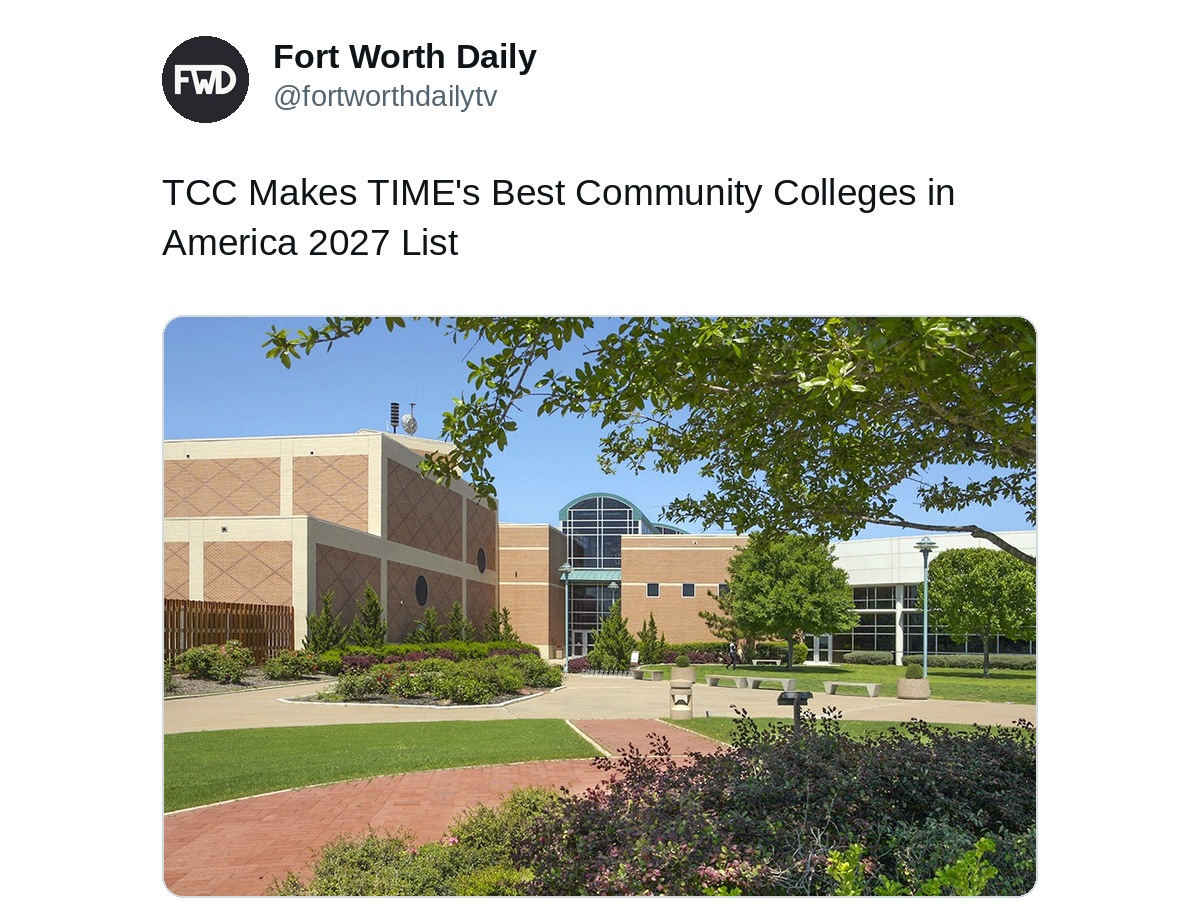 FWD
Fort Worth Daily
@fortworthdailytv
TCC Makes TIME's Best Community Colleges in
America 2027 List